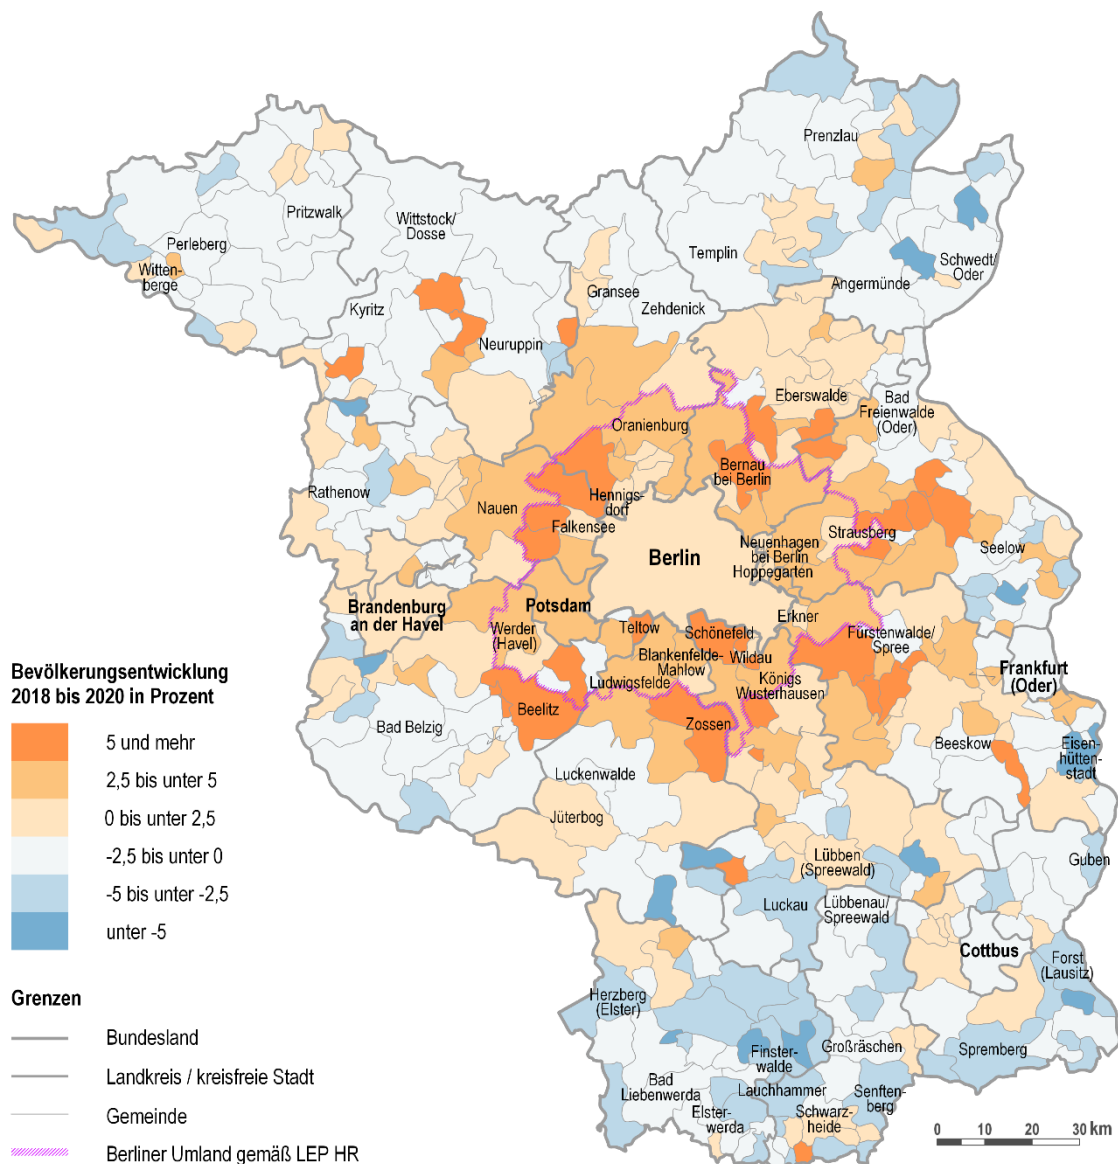 Prenzlau
Pritzwalk
Wittstock/
Dosse
Perleberg
Templin
Schwedt/
Oder
Witten-
berge
Gransee
Angermünde
Kyritz
Zehdenick
Neuruppin
Eberswalde
Bad
Freienwalde
(Oder)
Oranienburg
Bernau
bei Berlin
Rathenow
Nauen
Hennigs-
dorf
Falkensee
Strausberg
Neuenhagen
bei Berlin
Hoppegarten
Seelow
Berlin
Brandenburg
an der Havel
Potsdam
Erkner
Werder
(Havel)
Teltow
Schönefeld
Fürstenwalde/
Spree
Blankenfelde-
Mahlow
Wildau
Frankfurt
(Oder)
Ludwigsfelde
Königs
Wusterhausen
Beelitz
Zossen
Bad Belzig
Beeskow
Eisen-
hütten-
stadt
Luckenwalde
Jüterbog
Lübben
(Spreewald)
Guben
Luckau
Lübbenau/
Spreewald
Cottbus
Forst
(Lausitz)
Herzberg
(Elster)
Finster-
walde
Großräschen
Spremberg
Bad
Liebenwerda
Lauchhammer
Senften-
berg
Elster-
werda
Schwarz-
heide
Bevölkerungsentwicklung
2018 bis 2020 in Prozent
5 und mehr
2,5 bis unter 5
0 bis unter 2,5
-2,5 bis unter 0
-5 bis unter -2,5
unter -5
Grenzen
Bundesland
Landkreis / kreisfreie Stadt
Gemeinde
Berliner Umland gemäß LEP HR
0 10 20 30 km